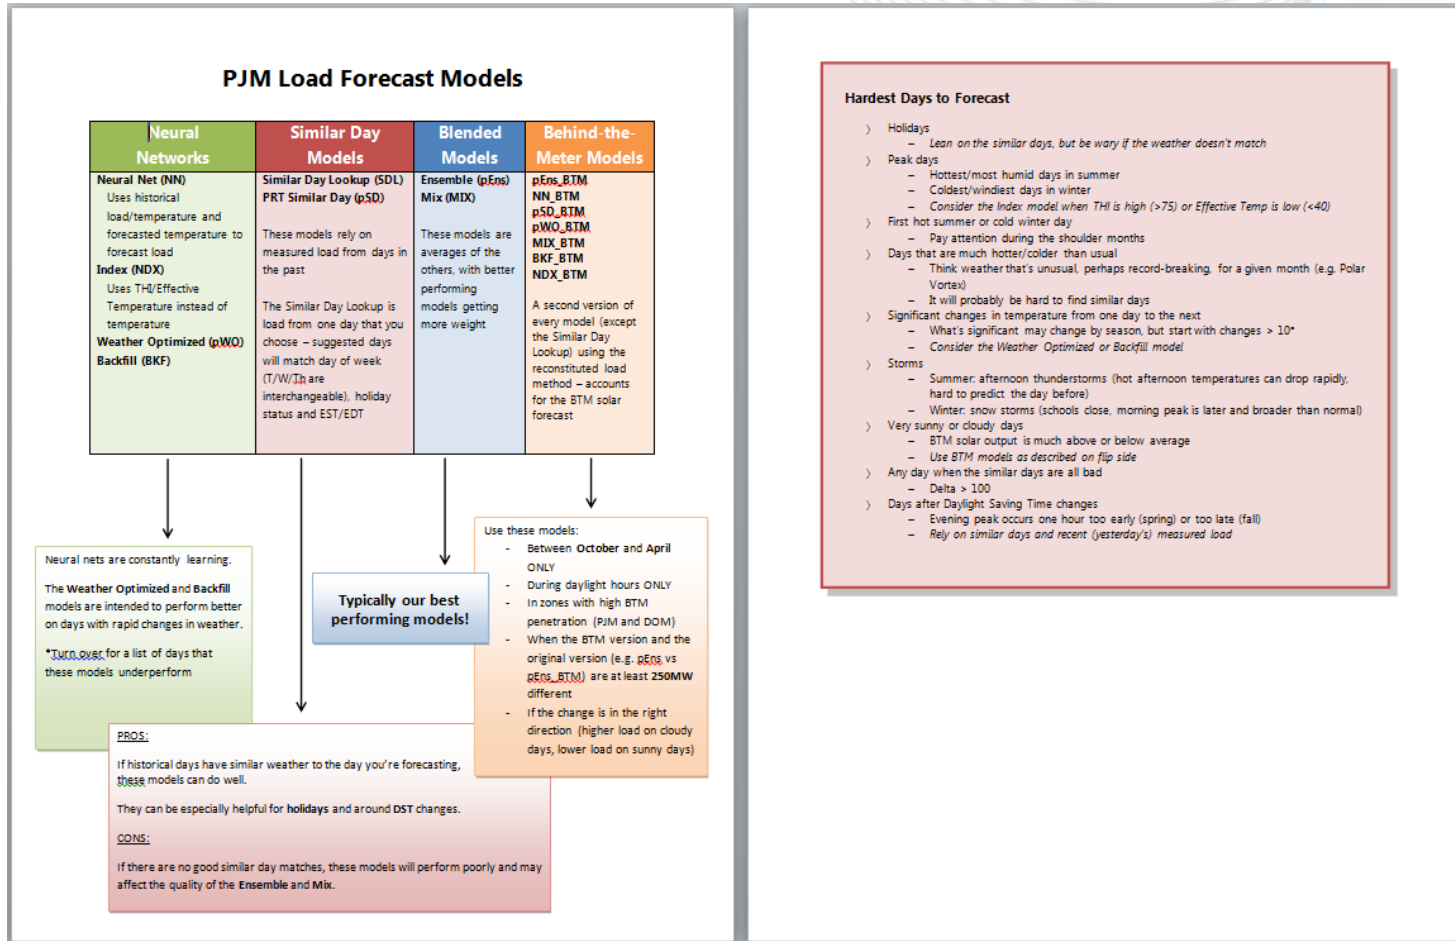 PJM Load Forecast Models
Neural
Networks
Neural Net (NN)
Uses historical
load/temperature and
forecasted temperature to
forecast load
Index (NDX)
Uses THI/Effective
Temperature instead of
temperature
Weather Optimized (pWO)
Backfill (BKF)
Similar Day
Models
Similar Day Lookup (SDL)
PRT Similar Day (pSD)
These models rely on
measured load from days in
the past
The Similar Day Lookup is
load from one day that you
choose – suggested days
will match day of week
(T/W/Th are
interchangeable), holiday
status and EST/EDT
Blended
Models
Ensemble (pEns)
Mix (MIX)
These models are
averages of the
others, with better
performing
models getting
more weight
Behind-the-
Meter Models
pEns_BTM
NN_BTM
pSD_BTM
pWO_BTM
MIX_BTM
BKF_BTM
NDX_BTM
A second version of
every model (except
the Similar Day
Lookup) using the
reconstituted load
method – accounts
for the BTM solar
forecast
Neural nets are constantly learning.
The Weather Optimized and Backfill
models are intended to perform better
on days with rapid changes in weather.
*Turn over for a list of days that
these models underperform
PROS:
If historical days have similar weather to the day you're forecasting,
these models can do well.
They can be especially helpful for holidays and around DST changes.
CONS:
If there are no good similar day matches, these models will perform poorly and may
affect the quality of the Ensemble and Mix.
Typically our best
performing models!
Use these models:
- Between October and April
ONLY
- During daylight hours ONLY
- In zones with high BTM
penetration (PJM and DOM)
- When the BTM version and the
original version (e.g. pEns vs
pEns_BTM) are at least 250MW
different
- If the change is in the right
direction (higher load on cloudy
days, lower load on sunny days)
Hardest Days to Forecast
〉 Holidays
– Lean on the similar days, but be wary if the weather doesn't match
〉 Peak days
– Hottest/most humid days in summer
– Coldest/windiest days in winter
– Consider the Index model when THI is high (>75) or Effective Temp is low (<40)
〉 First hot summer or cold winter day
– Pay attention during the shoulder months
〉 Days that are much hotter/colder than usual
– Think weather that's unusual, perhaps record-breaking, for a given month (e.g. Polar
Vortex)
– It will probably be hard to find similar days
〉 Significant changes in temperature from one day to the next
– What's significant may change by season, but start with changes > 10°
– Consider the Weather Optimized or Backfill model
〉 Storms
– Summer: afternoon thunderstorms (hot afternoon temperatures can drop rapidly,
hard to predict the day before)
– Winter: snow storms (schools close, morning peak is later and broader than normal)
〉 Very sunny or cloudy days
– BTM solar output is much above or below average
– Use BTM models as described on flip side
〉 Any day when the similar days are all bad
– Delta > 100
〉 Days after Daylight Saving Time changes
– Evening peak occurs one hour too early (spring) or too late (fall)
– Rely on similar days and recent (yesterday's) measured load